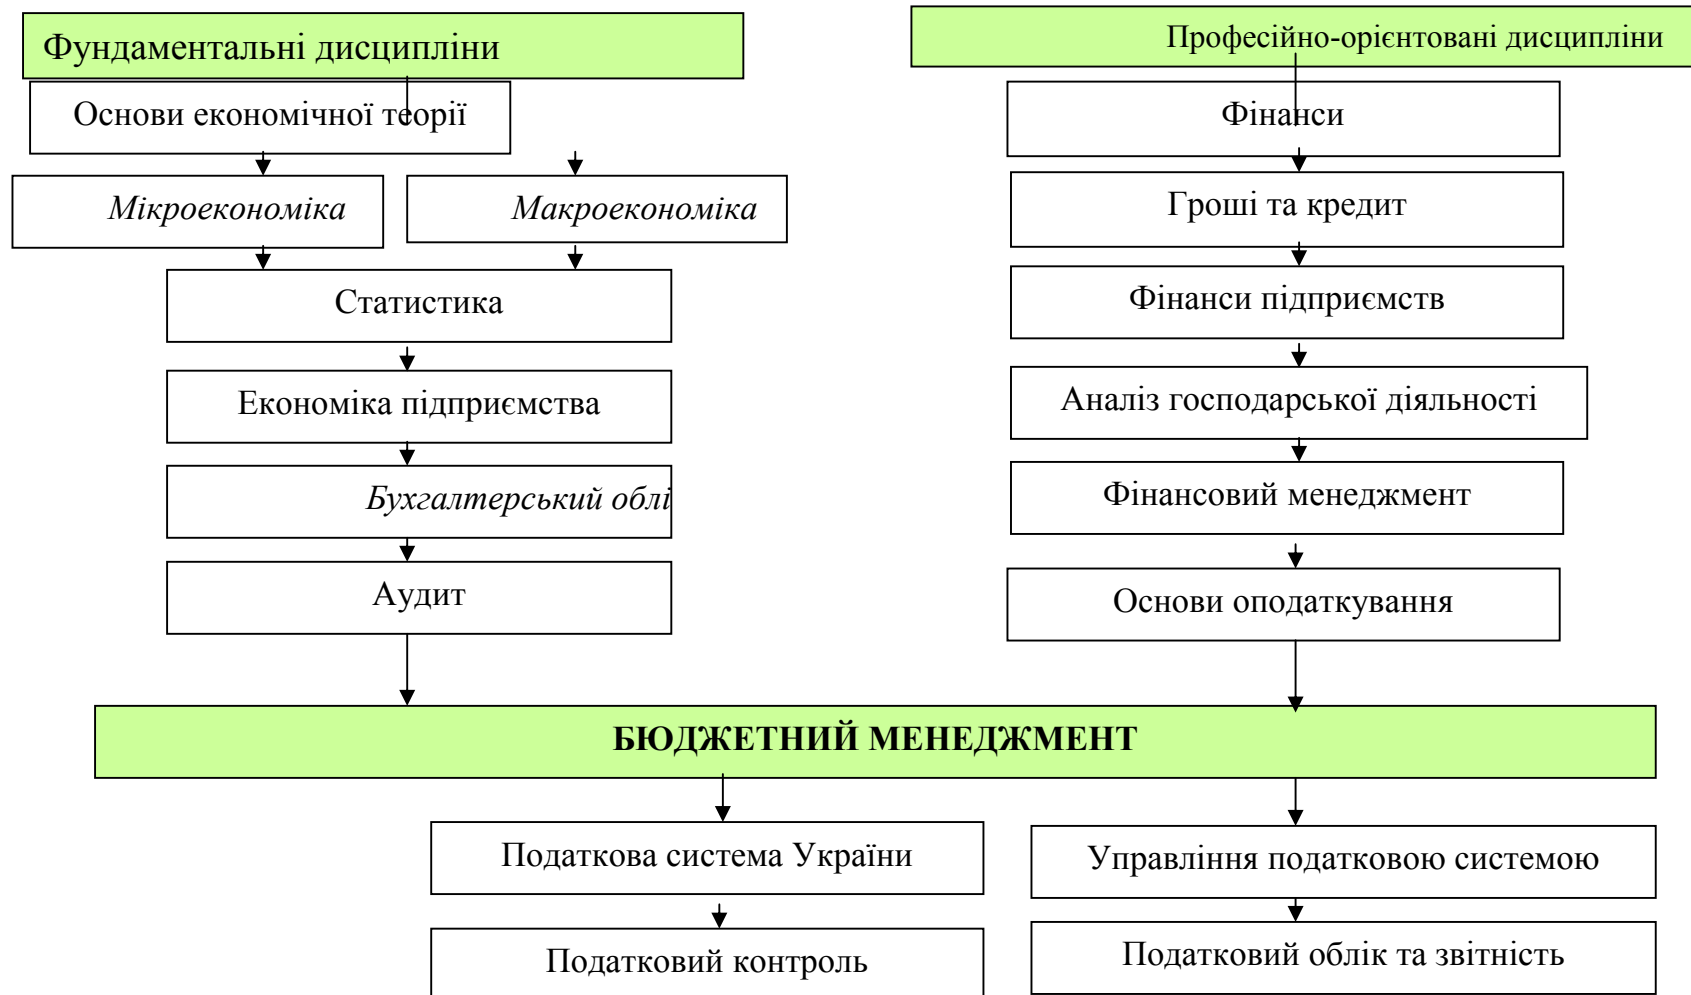 Фундаментальні дисципліни
Основи економічної теорії
Мікроекономіка
Макроекономіка
Статистика
Економіка підприємства
Бухгалтерський облі
Аудит
Професійно-орієнтовані дисципліни
Фінанси
Гроші та кредит
Фінанси підприємств
Аналіз господарської діяльності
Фінансовий менеджмент
Основи оподаткування
БЮДЖЕТНИЙ МЕНЕДЖМЕНТ
Податкова система України
Податковий контроль
Управління податковою системою
Податковий облік та звітність